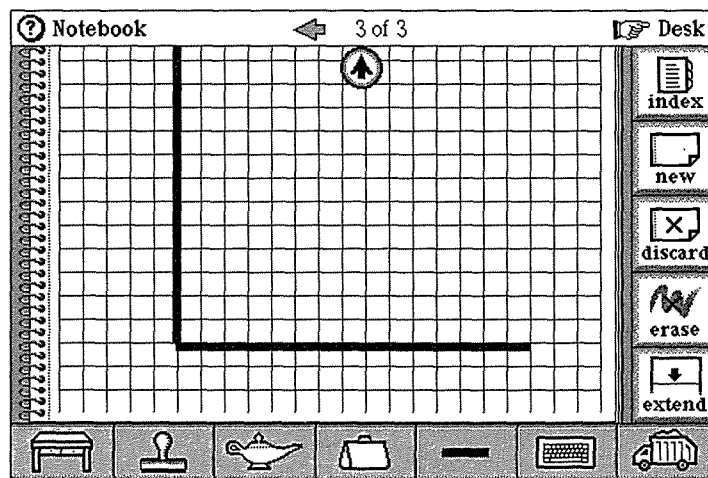 ? Notebook 3 of 3 Desk
index
new
discard
erase
extend